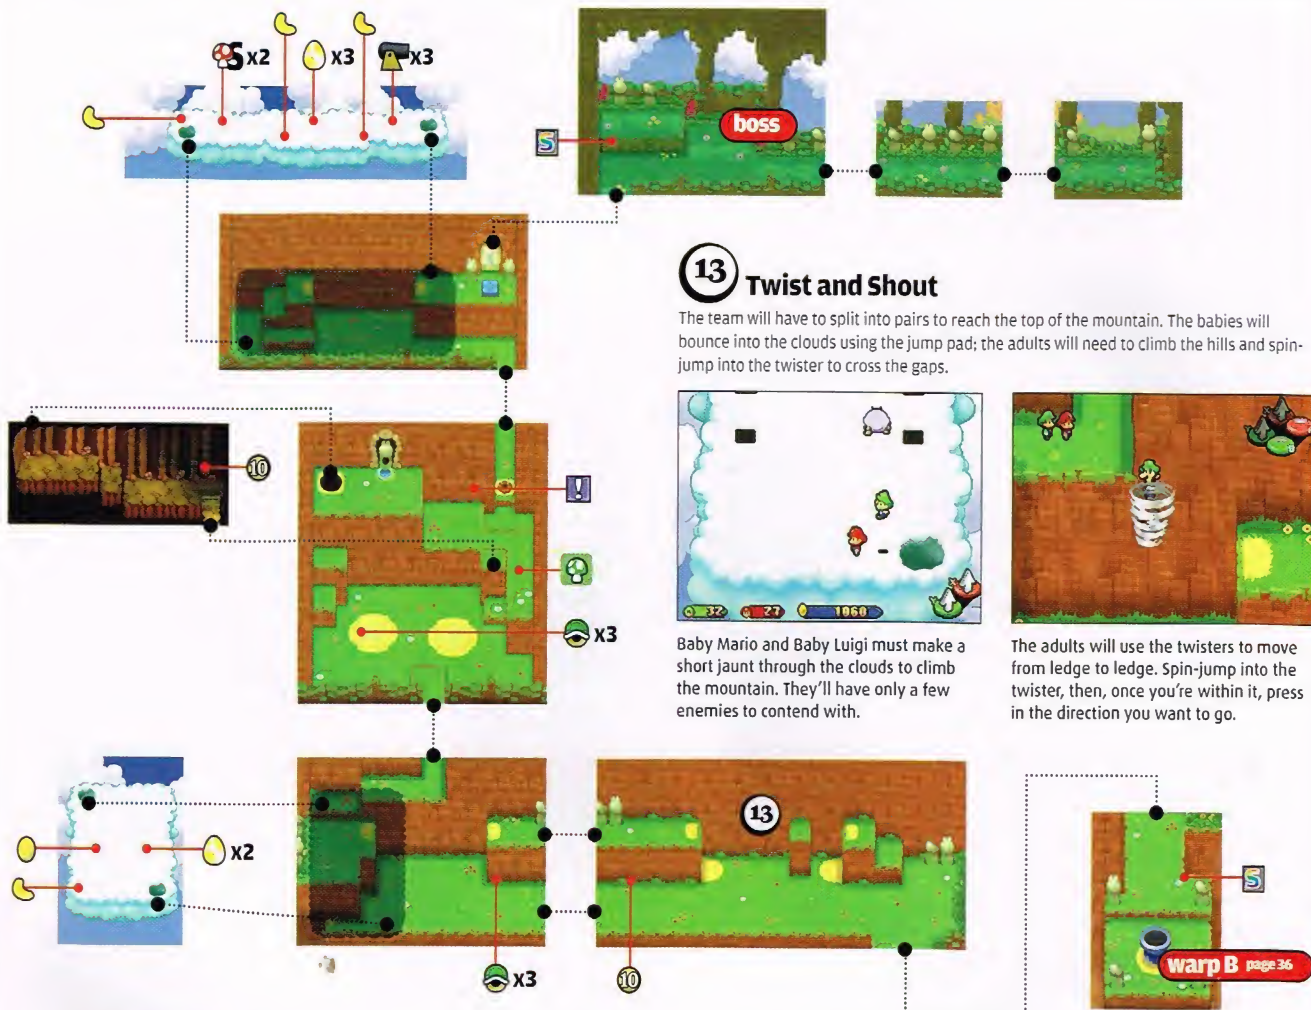 S x2
x3
x3
boss
S
13
Twist and Shout
The team will have to split into pairs to reach the top of the mountain. The babies will
bounce into the clouds using the jump pad; the adults will need to climb the hills and spin-
jump into the twister to cross the gaps.
10
!
x3
32
27
1060
Baby Mario and Baby Luigi must make a
short jaunt through the clouds to climb
the mountain. They'll have only a few
enemies to contend with.
The adults will use the twisters to move
from ledge to ledge. Spin-jump into the
twister, then, once you're within it, press
in the direction you want to go.
13
x2
S
x3
10
warp B page 36